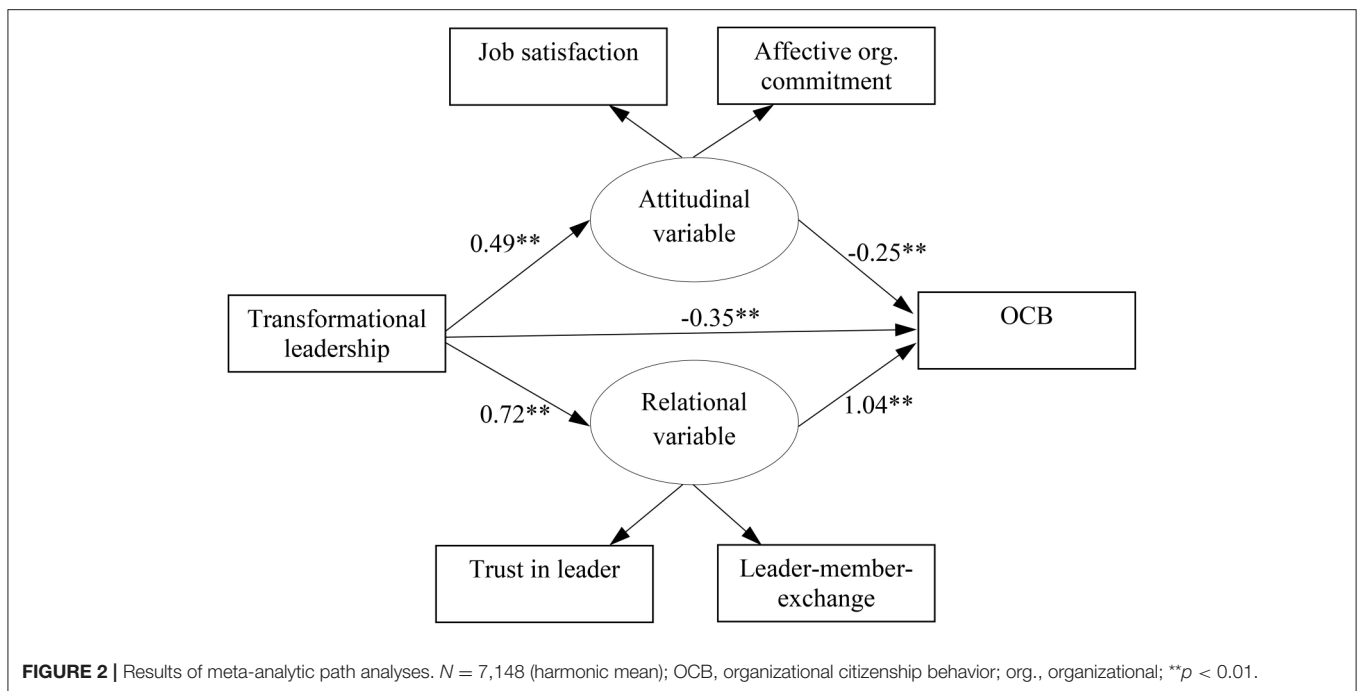 Job satisfaction
Affective org.
commitment
Attitudinal
variable
0.49**
-0.25**
Transformational
leadership
-0.35**
OCB
0.72**
Relational
variable
1.04**
Trust in leader
Leader-member-
exchange
FIGURE 2 | Results of meta-analytic path analyses. N = 7,148 (harmonic mean); OCB, organizational citizenship behavior; org., organizational; **p < 0.01.